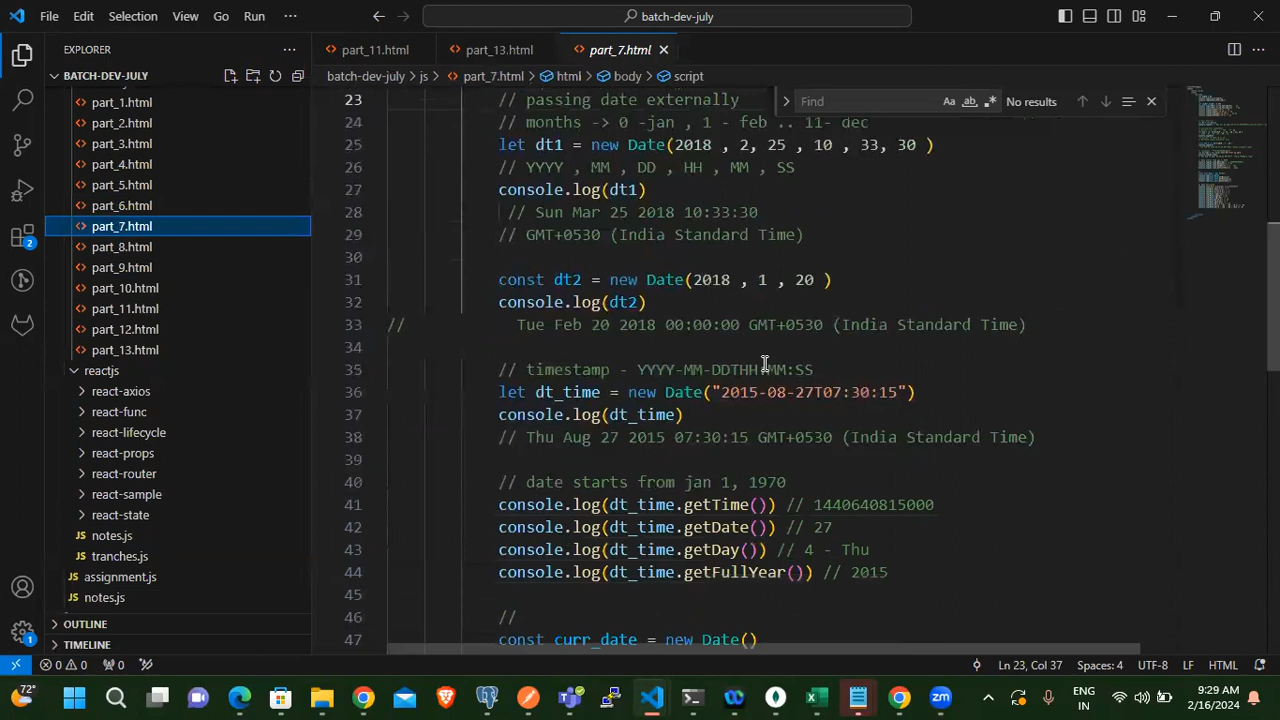 File Edit Selection View Go Run ··· batch-dev-july
EXPLORER ···
part_11.html part_13.html part_7.html
BATCH-DEV-JULY
batch-dev-july > js > part_7.html > html > body > script
Find Aa ab .* No results
part_1.html
part_2.html
part_3.html
part_4.html
part_5.html
part_6.html
part_7.html
part_8.html
part_9.html
part_10.html
part_11.html
part_12.html
part_13.html
reactjs
react-axios
react-func
react-lifecycle
react-props
react-router
react-sample
react-state
notes.js
tranches.js
assignment.js
notes.js
OUTLINE
TIMELINE
23 // passing date externally
24 // months -> 0 -jan , 1 - feb .. 11- dec
25 let dt1 = new Date(2018 , 2, 25 , 10 , 33, 30 )
26 // YYYY , MM , DD , HH , MM , SS
27 console.log(dt1)
28 // Sun Mar 25 2018 10:33:30
29 // GMT+0530 (India Standard Time)
30
31 const dt2 = new Date(2018 , 1 , 20 )
32 console.log(dt2)
33 // Tue Feb 20 2018 00:00:00 GMT+0530 (India Standard Time)
34
35 // timestamp - YYYY-MM-DDTHH:MM:SS
36 let dt_time = new Date("2015-08-27T07:30:15")
37 console.log(dt_time)
38 // Thu Aug 27 2015 07:30:15 GMT+0530 (India Standard Time)
39
40 // date starts from jan 1, 1970
41 console.log(dt_time.getTime()) // 1440640815000
42 console.log(dt_time.getDate()) // 27
43 console.log(dt_time.getDay()) // 4 - Thu
44 console.log(dt_time.getFullYear()) // 2015
45
46 //
47 const curr_date = new Date()
2
1
0 0 0 Ln 23, Col 37 Spaces: 4 UTF-8 LF HTML
72° zm ENG IN 9:29 AM 2/16/2024